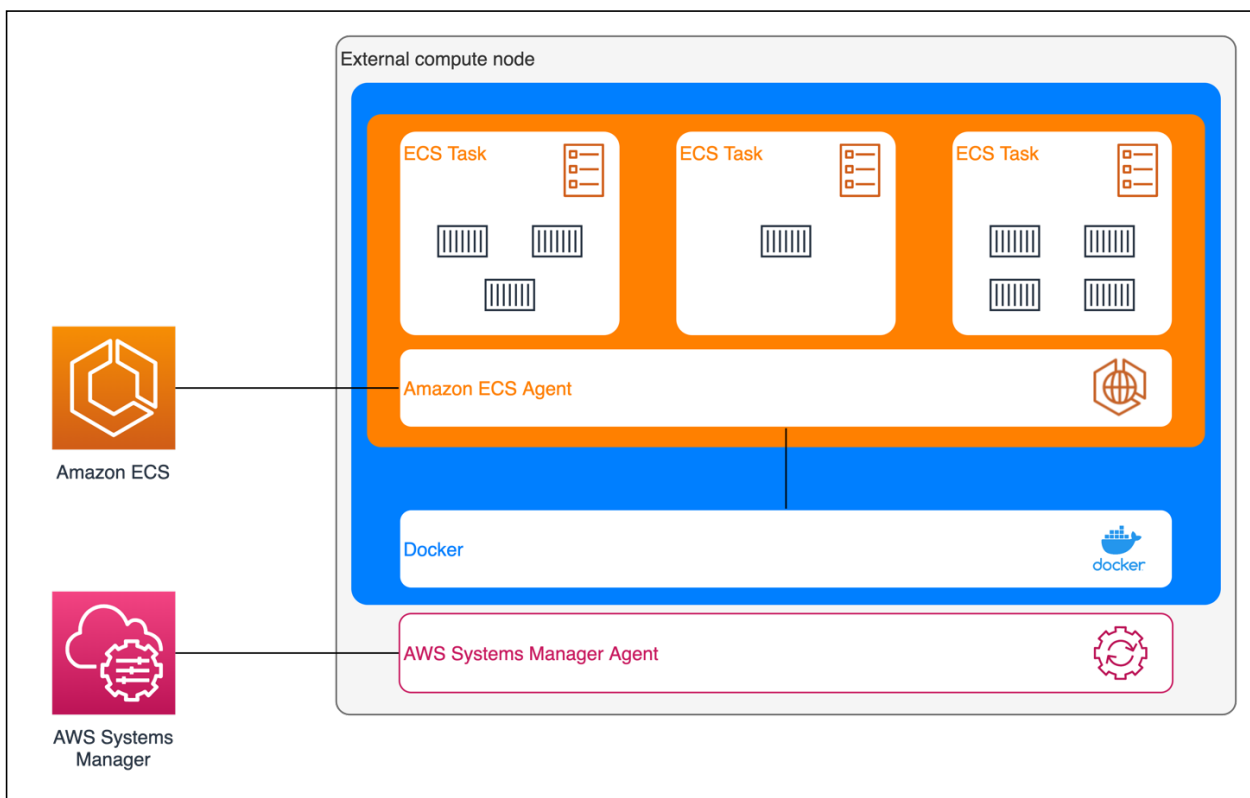 External compute node
ECS Task
ECS Task
ECS Task
Amazon ECS Agent
Amazon ECS
Docker
docker
AWS Systems Manager Agent
AWS Systems
Manager